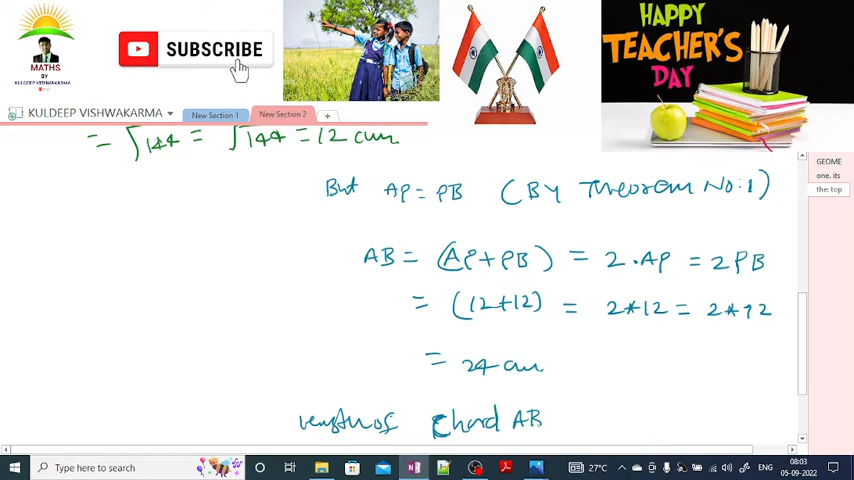 HAPPY
TEACHER'S
DAY
MATHS
BY
KULDEEP VISHWAKARMA
SUBSCRIBE
KULDEEP VISHWAKARMA
New Section 1
New Section 2
+
= √144 = √144 = 12 cm
But AP = PB (BY Theorem No:1)
AB = (AP+PB) = 2.AP = 2PB
= (12+12) = 2*12 = 2*12
= 24 cm
length of chord AB
GEOME
one. its
the: top
Type here to search
27°C
ENG
08:03
05-09-2022